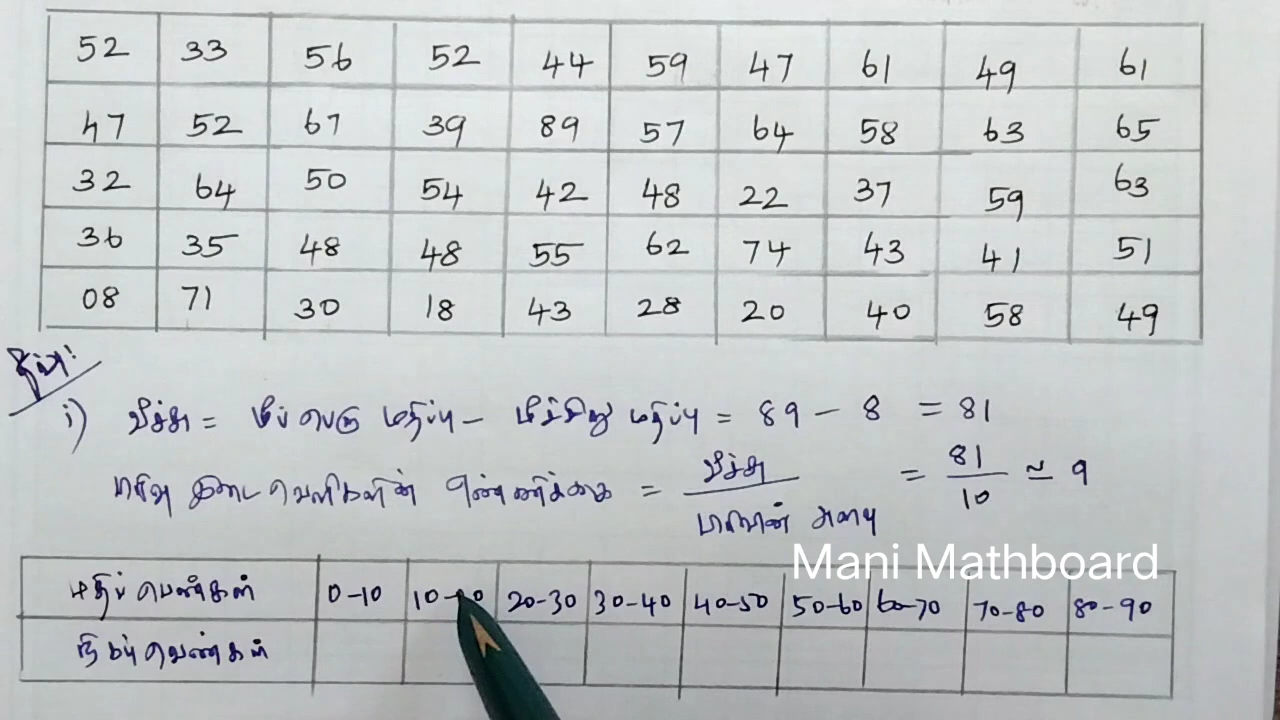 52 33 56 52 44 59 47 61 49 61
47 52 67 39 89 57 64 58 63 65
32 64 50 54 42 48 22 37 59 63
36 35 48 48 55 62 74 43 41 51
08 71 30 18 43 28 20 40 58 49
தீர்வு:
i) வீச்சு = மீப்பெரு மதிப்பு – மீச்சிறு மதிப்பு = 89 – 8 = 81
பிரிவு இடைவெளிகளின் எண்ணிக்கை = வீச்சு / பிரிவின் அளவு = 81/10 ≃ 9
Mani Mathboard
மதிப்பெண்கள் 0-10 10-20 20-30 30-40 40-50 50-60 60-70 70-80 80-90
நிகழ்வெண்கள்